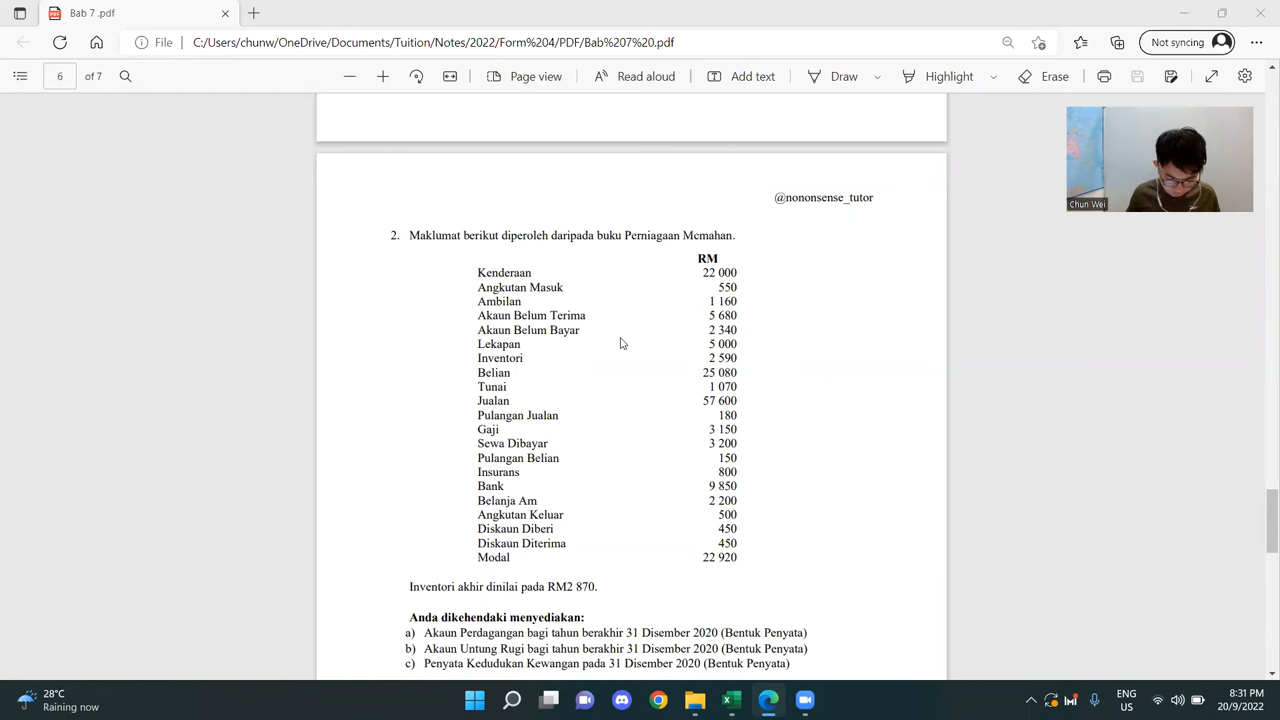 Bab 7 .pdf
File
C:/Users/chunw/OneDrive/Documents/Tuition/Notes/2022/Form%204/PDF/Bab%207%20.pdf
Not syncing
6 of 7
Page view
Read aloud
Add text
Draw
Highlight
Erase
@nononsense_tutor
Chun Wei
2. Maklumat berikut diperoleh daripada buku Perniagaan Mcmahan.
RM
Kenderaan 22 000
Angkutan Masuk 550
Ambilan 1 160
Akaun Belum Terima 5 680
Akaun Belum Bayar 2 340
Lekapan 5 000
Inventori 2 590
Belian 25 080
Tunai 1 070
Jualan 57 600
Pulangan Jualan 180
Gaji 3 150
Sewa Dibayar 3 200
Pulangan Belian 150
Insurans 800
Bank 9 850
Belanja Am 2 200
Angkutan Keluar 500
Diskaun Diberi 450
Diskaun Diterima 450
Modal 22 920
Inventori akhir dinilai pada RM2 870.
Anda dikehendaki menyediakan:
a) Akaun Perdagangan bagi tahun berakhir 31 Disember 2020 (Bentuk Penyata)
b) Akaun Untung Rugi bagi tahun berakhir 31 Disember 2020 (Bentuk Penyata)
c) Penyata Kedudukan Kewangan pada 31 Disember 2020 (Bentuk Penyata)
28°C
Raining now
ENG
US
8:31 PM
20/9/2022